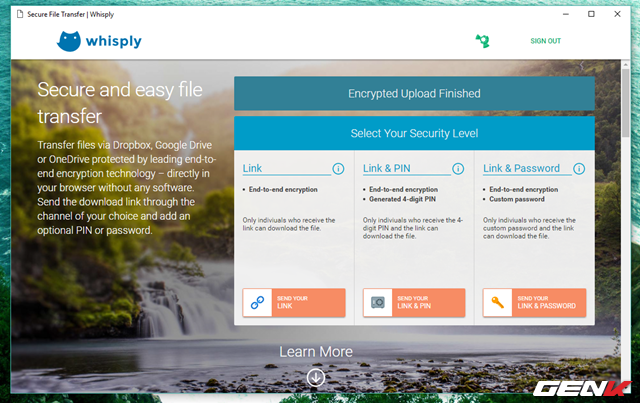 Secure File Transfer | Whisply
whisply
SIGN OUT
Secure and easy file
transfer
Transfer files via Dropbox, Google Drive
or OneDrive protected by leading end-to-
end encryption technology – directly in
your browser without any software.
Send the download link through the
channel of your choice and add an
optional PIN or password.
Encrypted Upload Finished
Select Your Security Level
Link
• End-to-end encryption
Only indiviuals who receive the
link can download the file.
SEND YOUR
LINK
Link & PIN
• End-to-end encryption
• Generated 4-digit PIN
Only indiviuals who receive the 4-
digit PIN and the link can
download the file.
SEND YOUR
LINK & PIN
Link & Password
• End-to-end encryption
• Custom password
Only indiviuals who receive the
custom password and the link
can download the file.
SEND YOUR
LINK & PASSWORD
Learn More
GENK